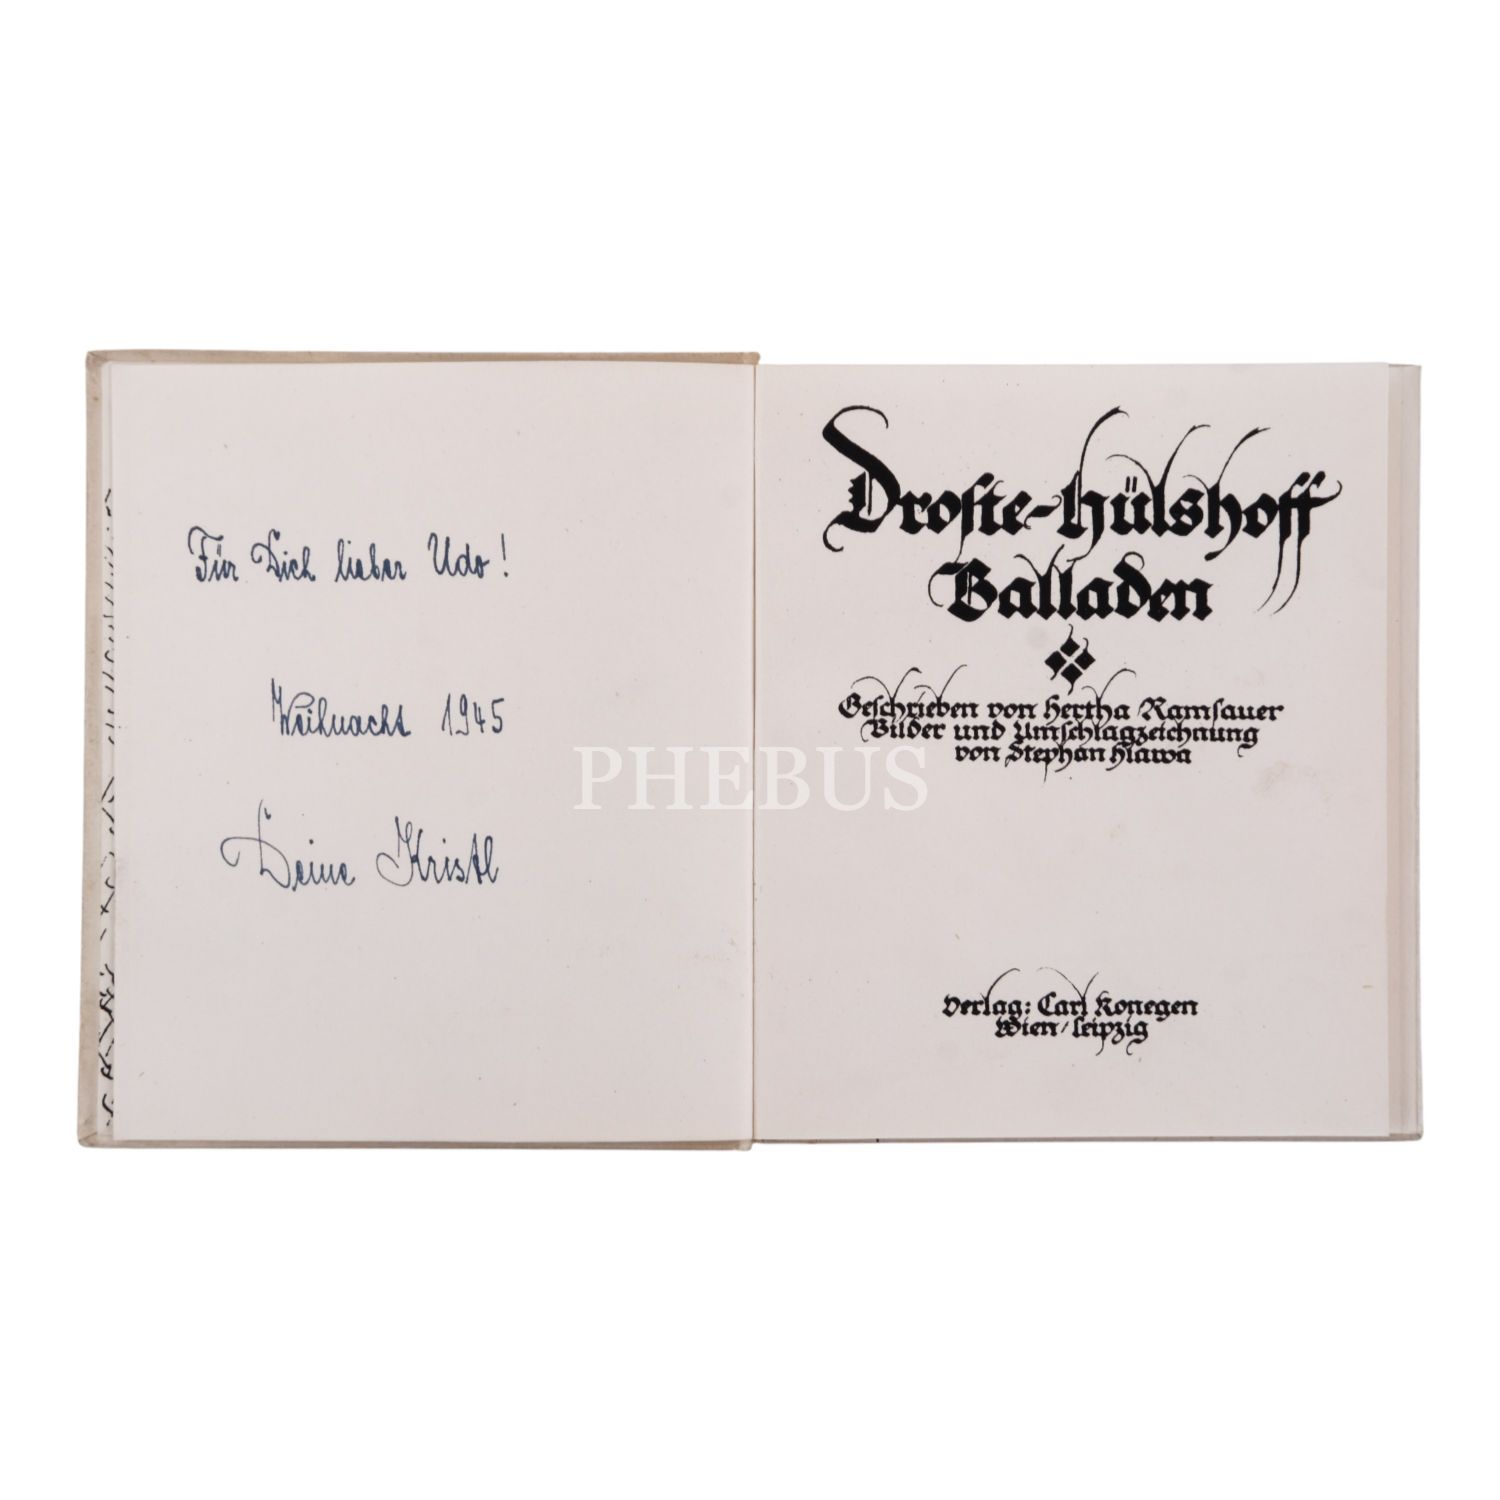 Für Dich lieber Udo!
Weihnacht 1945
Deine Kristl
Droste-Hülshoff
Balladen
Geschrieben von Hertha Ramsauer
Bilder und Umschlagzeichnung
von Stephan Hlawa
PHEBUS
Verlag: Carl Konegen
Wien/Leipzig